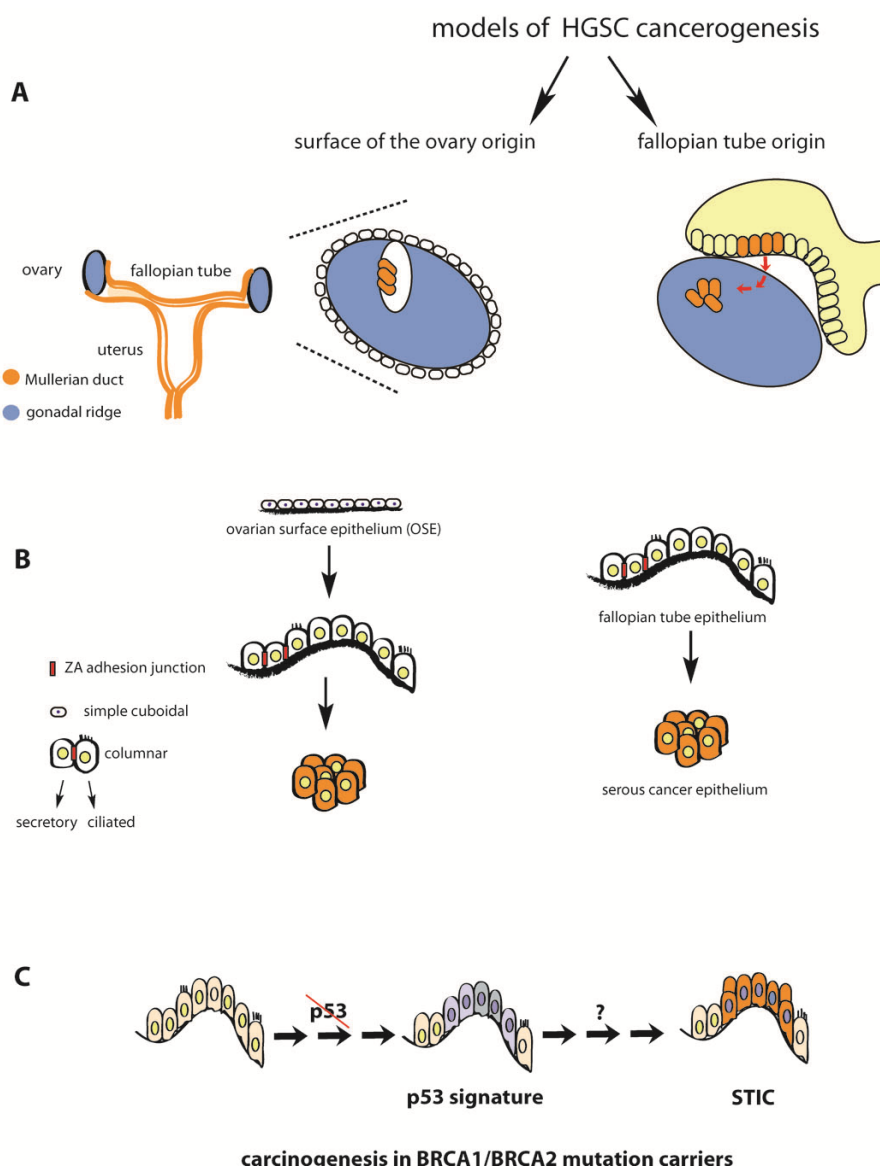 models of HGSC cancerogenesis
A
surface of the ovary origin
fallopian tube origin
ovary
fallopian tube
uterus
Mullerian duct
gonadal ridge
ovarian surface epithelium (OSE)
B
fallopian tube epithelium
ZA adhesion junction
simple cuboidal
columnar
serous cancer epithelium
secretory ciliated
C
p53
?
p53 signature
STIC
carcinogenesis in BRCA1/BRCA2 mutation carriers